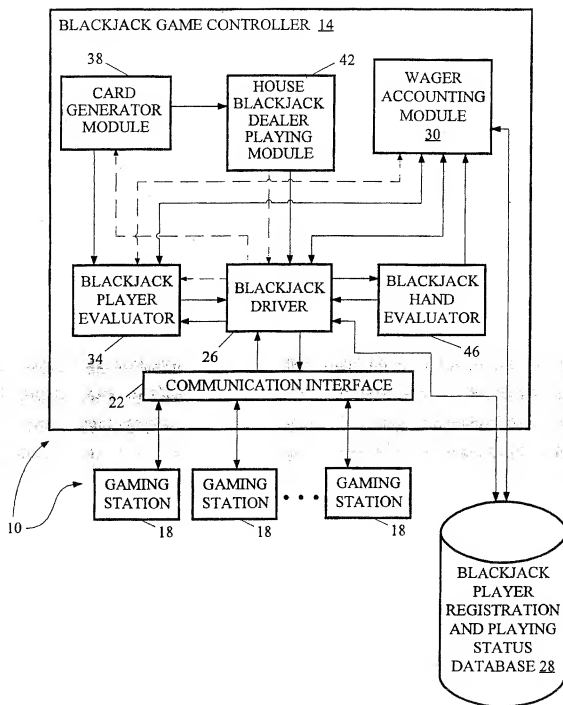 BLACKJACK GAME CONTROLLER 14
38
42
CARD
GENERATOR
MODULE
HOUSE
BLACKJACK
DEALER
PLAYING
MODULE
WAGER
ACCOUNTING
MODULE
30
BLACKJACK
PLAYER
EVALUATOR
BLACKJACK
DRIVER
BLACKJACK
HAND
EVALUATOR
34
26
46
22
COMMUNICATION INTERFACE
10
GAMING
STATION
18
GAMING
STATION
18
• • •
GAMING
STATION
18
BLACKJACK
PLAYER
REGISTRATION
AND PLAYING
STATUS
DATABASE 28